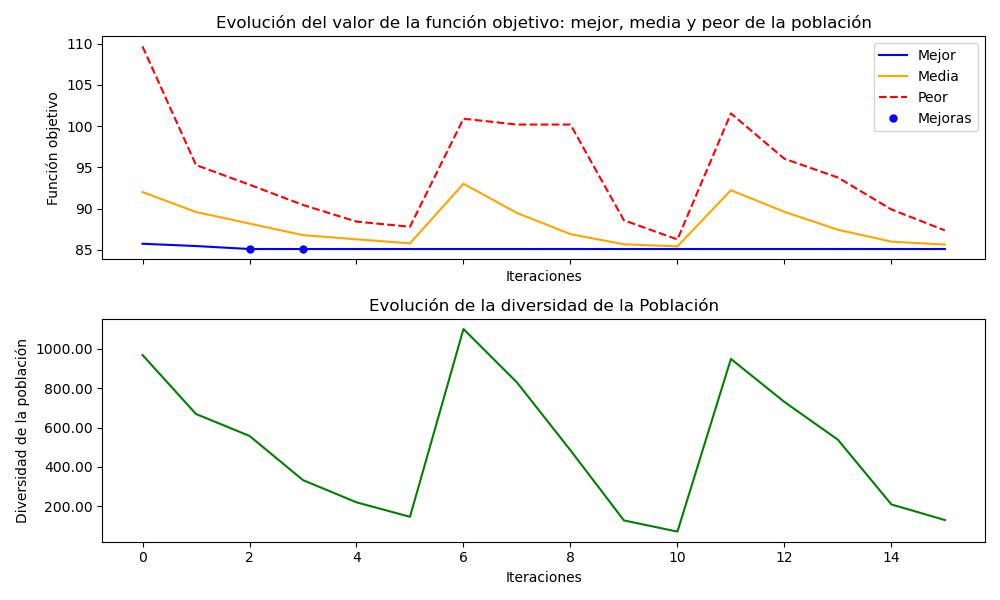 Evolución del valor de la función objetivo: mejor, media y peor de la población
110
105
100
95
90
85
Función objetivo
Mejor
Media
Peor
Mejoras
Iteraciones
Evolución de la diversidad de la Población
1000.00
800.00
600.00
400.00
200.00
Diversidad de la población
0 2 4 6 8 10 12 14
Iteraciones